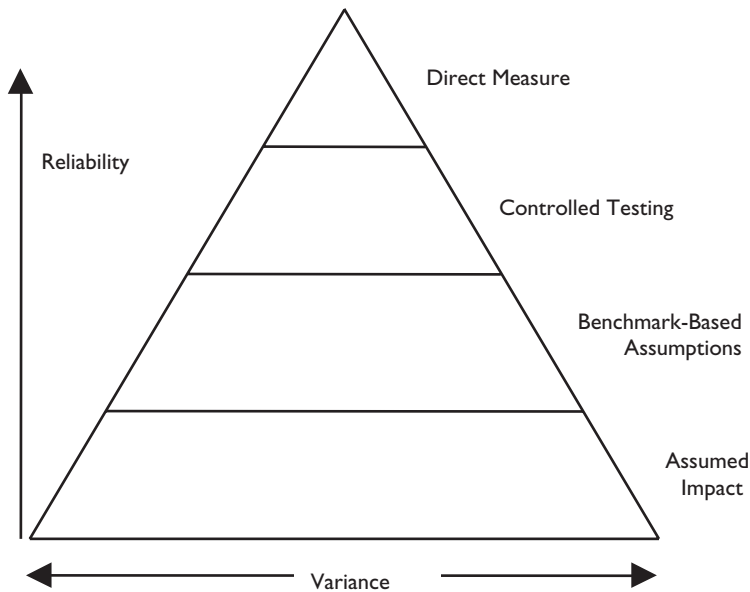 Direct Measure
Reliability
Controlled Testing
Benchmark-Based
Assumptions
Assumed
Impact
Variance